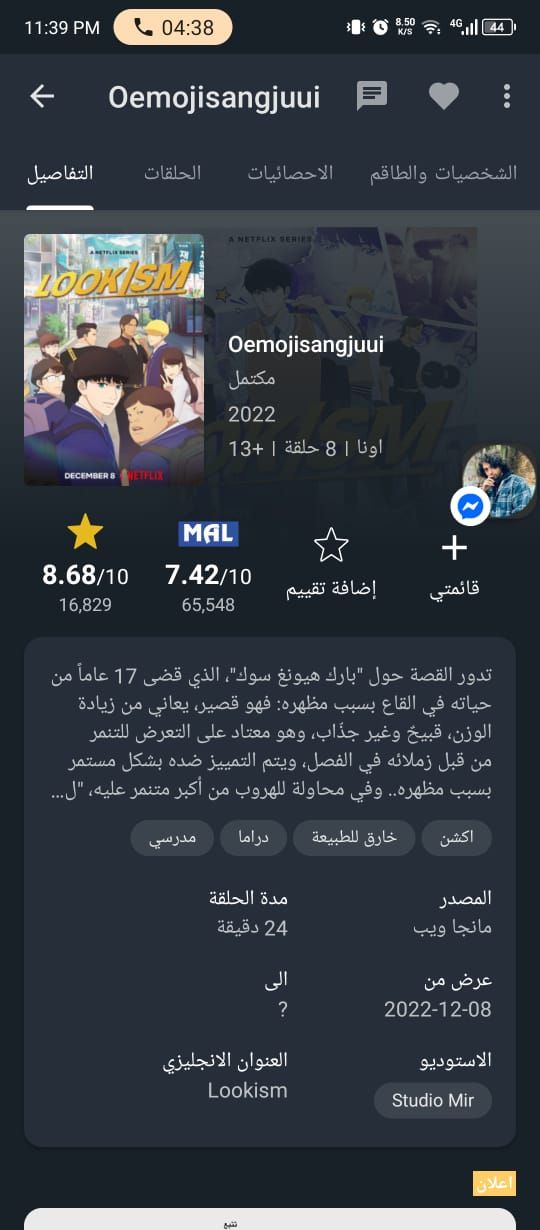 11:39 PM
04:38
8.50
K/S
4G
44
Oemojisangjuui
التفاصيل
الحلقات
الاحصائيات
الشخصيات والطاقم
A NETFLIX SERIES
LOOKISM
DECEMBER 8
NETFLIX
A NETFLIX SERIES
Oemojisangjuui
مكتمل
2022
اونا | 8 حلقة | +13
8.68/10
16,829
MAL
7.42/10
65,548
إضافة تقييم
قائمتي
تدور القصة حول "بارك هيونغ سوك"، الذي قضى 17 عاماً من
حياته في القاع بسبب مظهره: فهو قصير، يعاني من زيادة
الوزن، قبيحٌ وغير جذّاب، وهو معتاد على التعرض للتنمر
من قبل زملائه في الفصل، ويتم التمييز ضده بشكل مستمر
بسبب مظهره.. وفي محاولة للهروب من أكبر متنمر عليه، "ل...
اكشن
خارق للطبيعة
دراما
مدرسي
المصدر
مانجا ويب
مدة الحلقة
24 دقيقة
عرض من
2022-12-08
الى
?
الاستوديو
Studio Mir
العنوان الانجليزي
Lookism
اعلان
نتبع